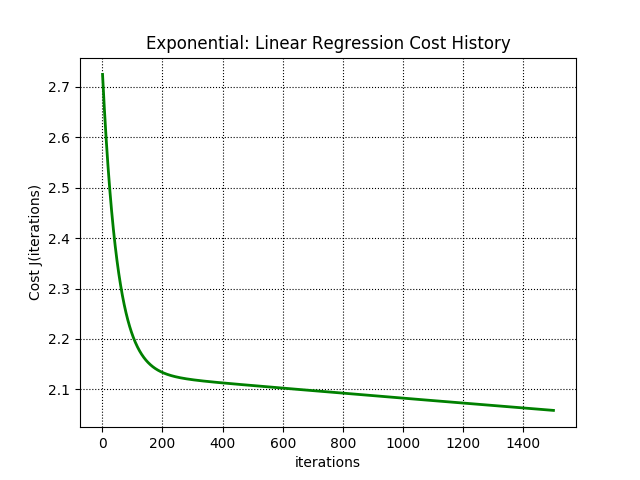 Exponential: Linear Regression Cost History
2.7
2.6
2.5
2.4
2.3
2.2
2.1
Cost J(iterations)
0 200 400 600 800 1000 1200 1400
iterations